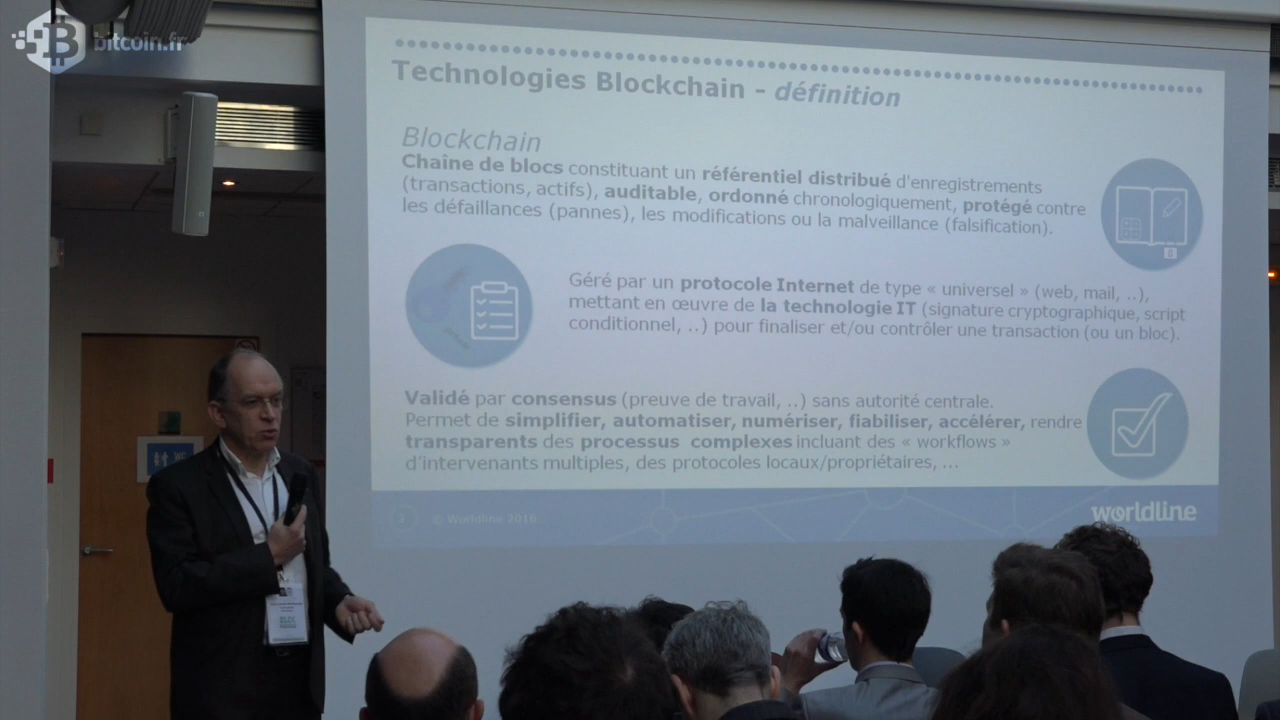 bitcoin.fr
Technologies Blockchain - définition
Blockchain
Chaîne de blocs constituant un référentiel distribué d'enregistrements
(transactions, actifs), auditable, ordonné chronologiquement, protégé contre
les défaillances (pannes), les modifications ou la malveillance (falsification).
Géré par un protocole Internet de type « universel » (web, mail, ..),
mettant en œuvre de la technologie IT (signature cryptographique, script
conditionnel, ..) pour finaliser et/ou contrôler une transaction (ou un bloc).
Validé par consensus (preuve de travail, ..) sans autorité centrale.
Permet de simplifier, automatiser, numériser, fiabiliser, accélérer, rendre
transparents des processus complexes incluant des « workflows »
d'intervenants multiples, des protocoles locaux/propriétaires, ...
2 © Worldline 2016
worldline